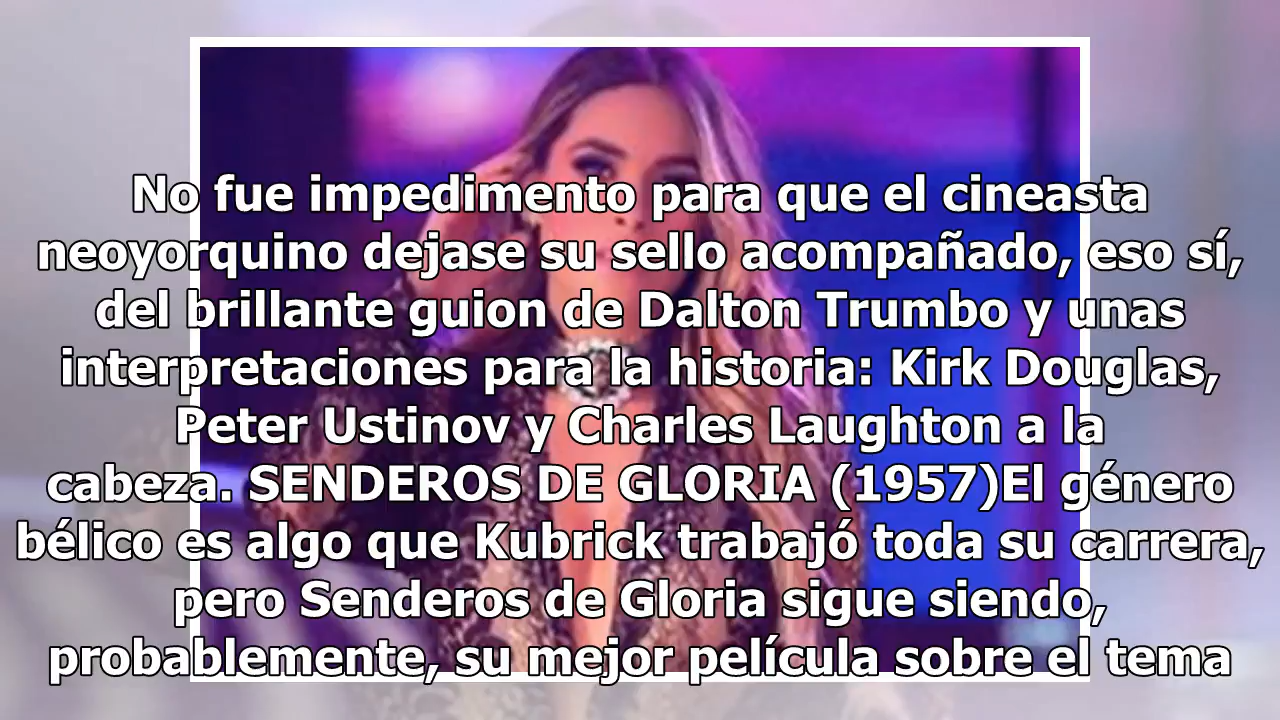 No fue impedimento para que el cineasta
neoyorquino dejase su sello acompañado, eso sí,
del brillante guion de Dalton Trumbo y unas
interpretaciones para la historia: Kirk Douglas,
Peter Ustinov y Charles Laughton a la
cabeza. SENDEROS DE GLORIA (1957)El género
bélico es algo que Kubrick trabajó toda su carrera,
pero Senderos de Gloria sigue siendo,
probablemente, su mejor película sobre el tema